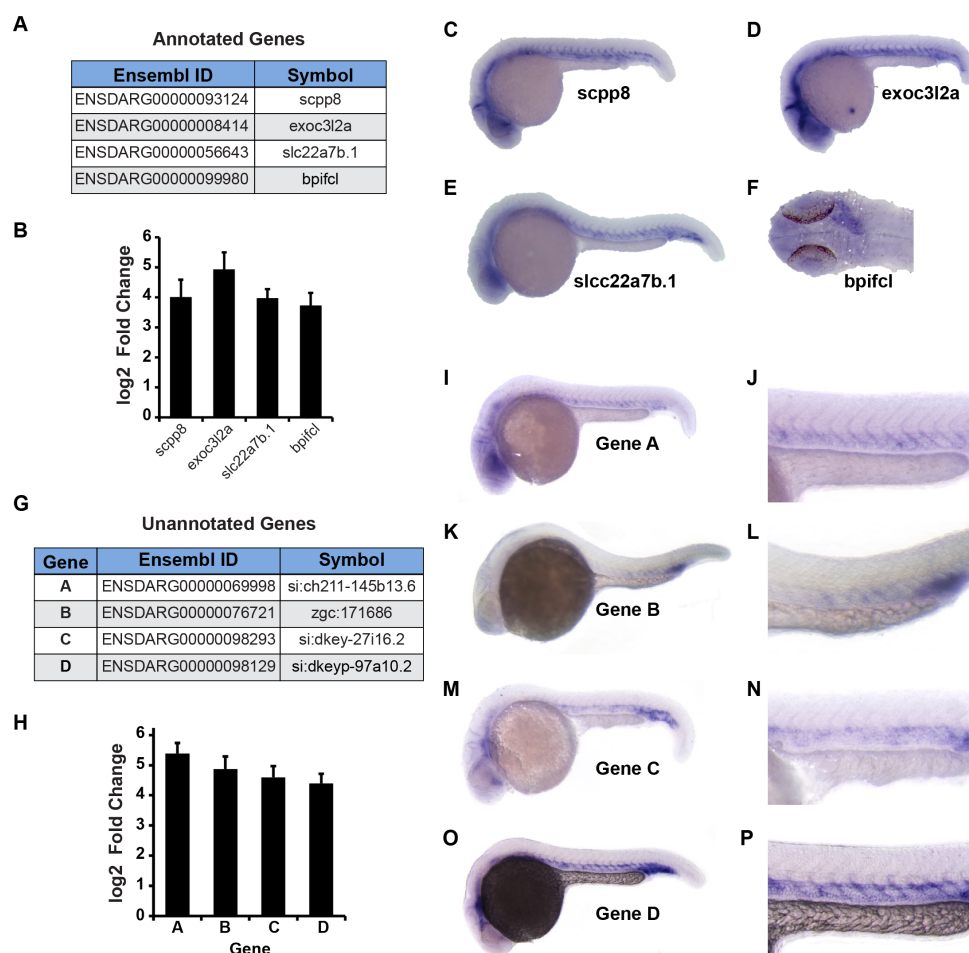 A
Annotated Genes
Ensembl ID Symbol
ENSDARG00000093124 scpp8
ENSDARG00000008414 exoc3l2a
ENSDARG00000056643 slc22a7b.1
ENSDARG00000099980 bpifcl
B
log2 Fold Change
6
5
4
3
2
1
0
scpp8
exoc3l2a
slc22a7b.1
bpifcl
G
Unannotated Genes
Gene Ensembl ID Symbol
A ENSDARG00000069998 si:ch211-145b13.6
B ENSDARG00000076721 zgc:171686
C ENSDARG00000098293 si:dkey-27i16.2
D ENSDARG00000098129 si:dkeyp-97a10.2
H
log2 Fold Change
6
5
4
3
2
1
0
A B C D
Gene
C
scpp8
D
exoc3l2a
E
slcc22a7b.1
F
bpifcl
I
Gene A
J
K
Gene B
L
M
Gene C
N
O
Gene D
P